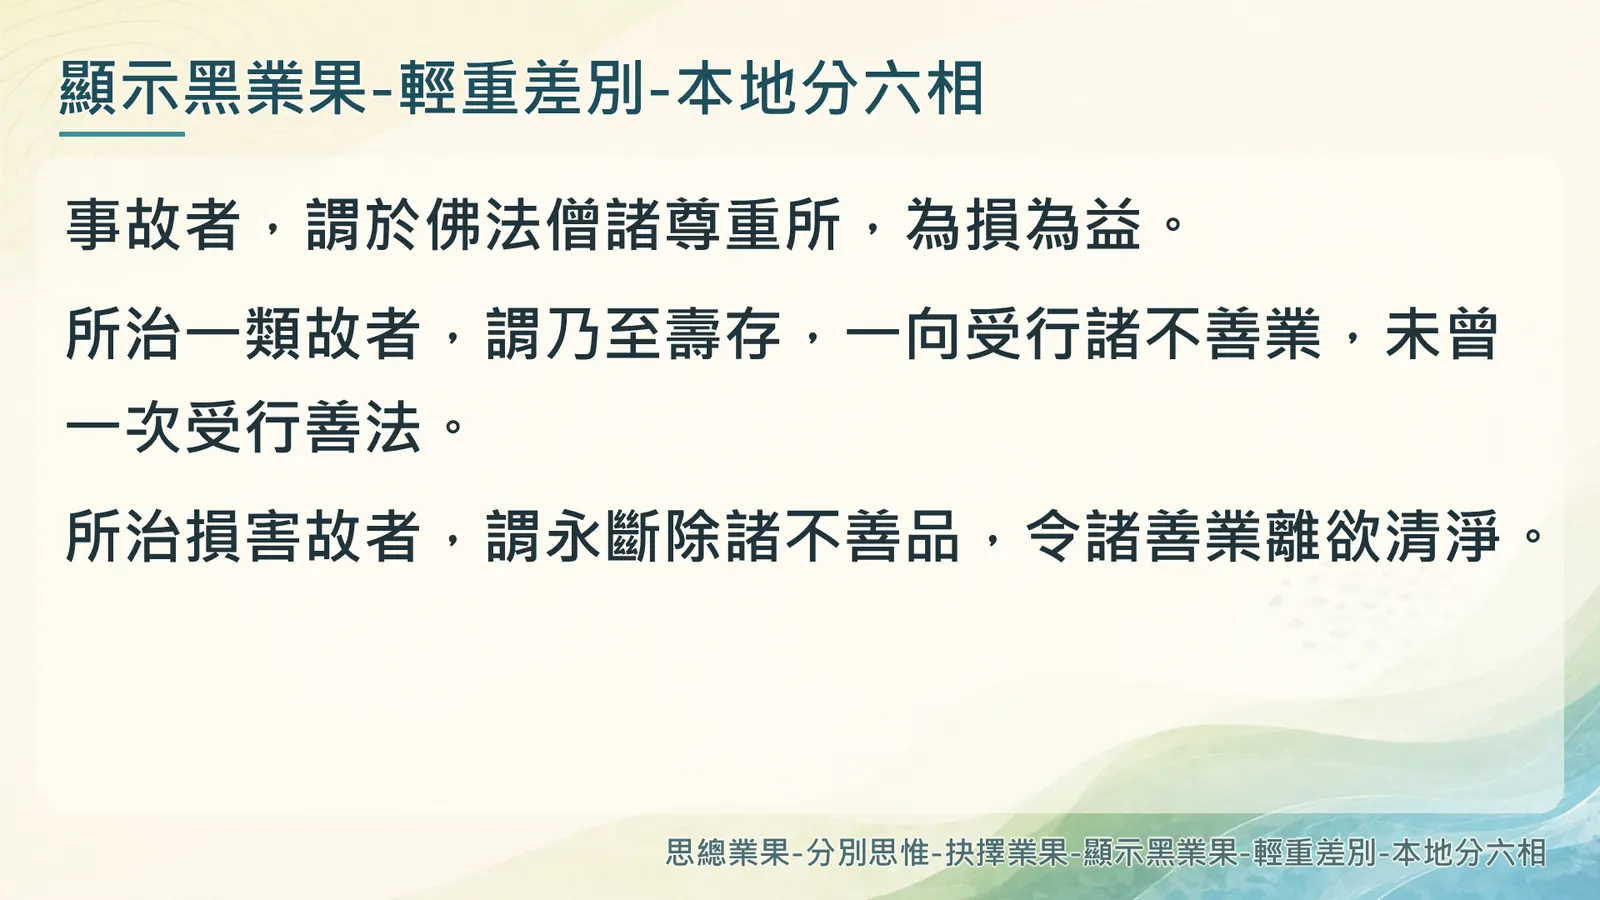 顯示黑業果-輕重差別-本地分六相
事故者，謂於佛法僧諸尊重所，為損為益。
所治一類故者，謂乃至壽存，一向受行諸不善業，未曾
一次受行善法。
所治損害故者，謂永斷除諸不善品，令諸善業離欲清淨。
思總業果-分別思惟-抉擇業果-顯示黑業果-輕重差別-本地分六相